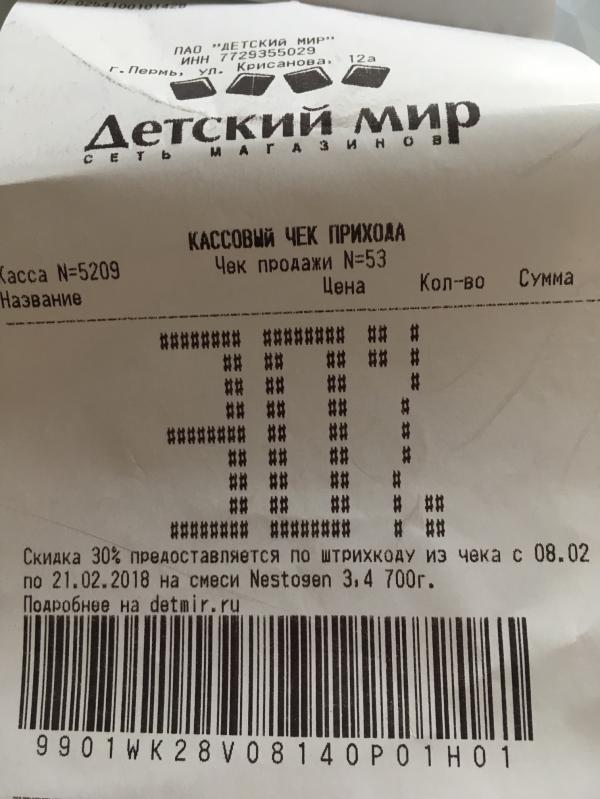 ПАО "ДЕТСКИЙ МИР"
ИНН 7729355029
г.Пермь, ул. Крисанова, 12а
Детский мир
СЕТЬ МАГАЗИНОВ
КАССОВЫЙ ЧЕК ПРИХОДА
Касса N=5209 Чек продажи N=53
Название Цена Кол-во Сумма
30%
Скидка 30% предоставляется по штрихкоду из чека с 08.02
по 21.02.2018 на смеси Nestogen 3,4 700г.
Подробнее на detmir.ru
9901WK28V08140P01H01